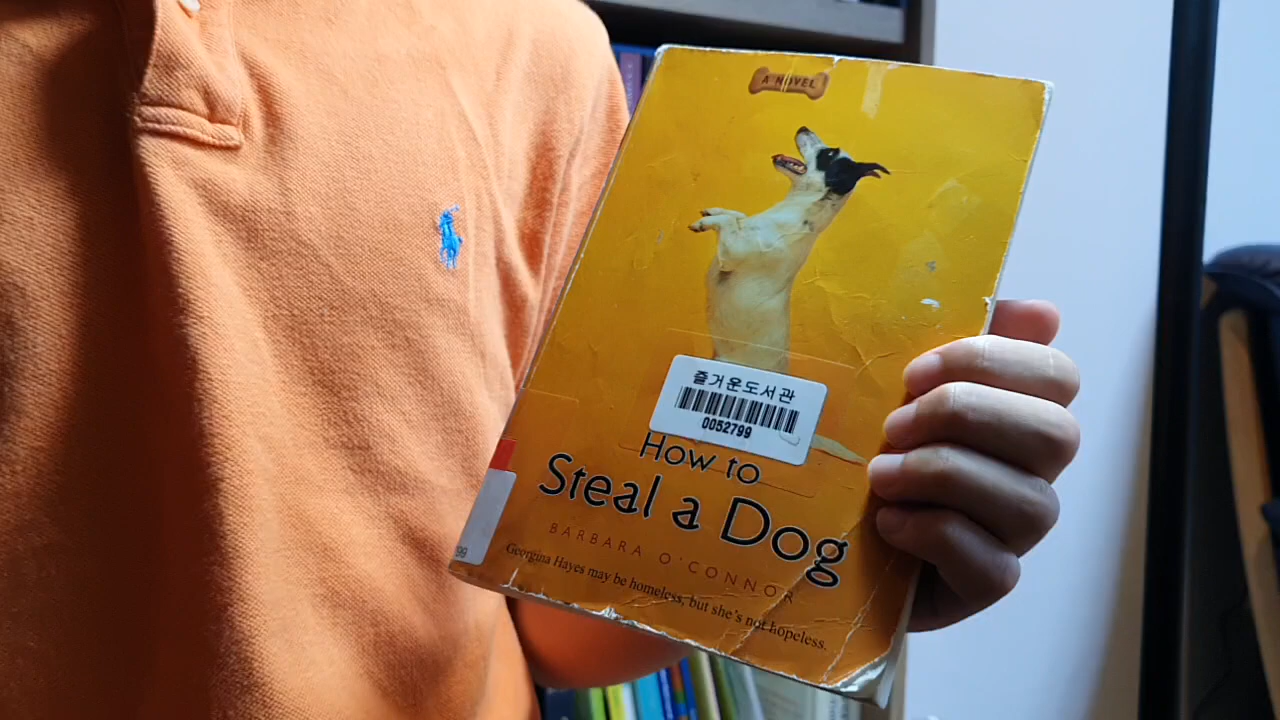 A NOVEL
즐거운도서관
0052799
How to
Steal a Dog
BARBARA O'CONNOR
Georgina Hayes may be homeless, but she's not hopeless.
99